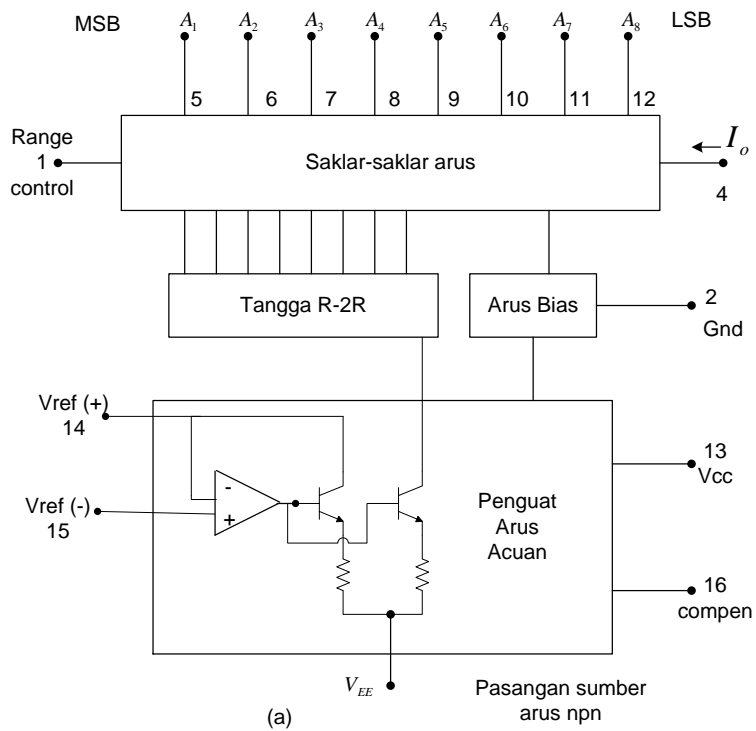 MSB A₁ A₂ A₃ A₄ A₅ A₆ A₇ A₈ LSB
5 6 7 8 9 10 11 12
Range
1
control
Saklar-saklar arus
Iₒ
4
Tangga R-2R
Arus Bias
2
Gnd
Vref (+)
14
Vref (-)
15
-
+
Penguat
Arus
Acuan
13
Vcc
16
compen
V_EE
Pasangan sumber
arus npn
(a)